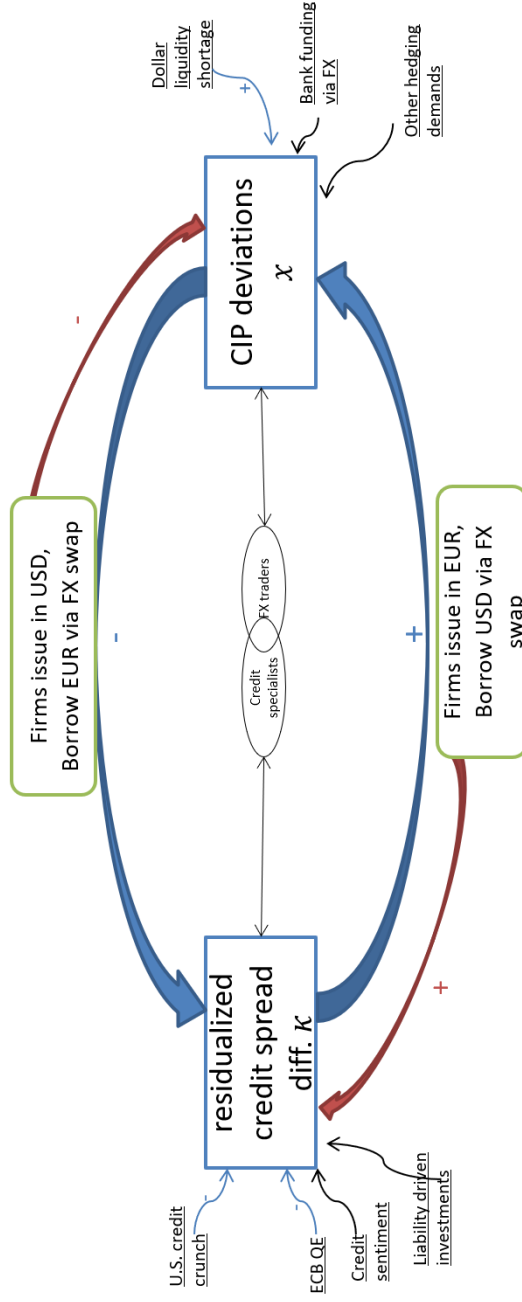 Firms issue in USD,
Borrow EUR via FX swap
-
-
U.S. credit
crunch
-
ECB QE
-
Credit
sentiment
Liability driven
investments
residualized
credit spread
diff. κ
Credit
specialists
FX traders
CIP deviations
x
Dollar
liquidity
shortage
+
Bank funding
via FX
Other hedging
demands
+
+
Firms issue in EUR,
Borrow USD via FX
swap